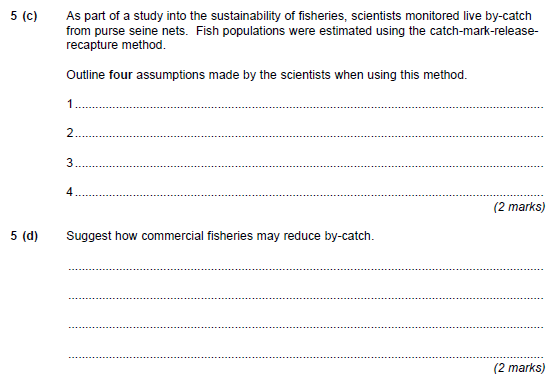 5 (c) As part of a study into the sustainability of fisheries, scientists monitored live by-catch
from purse seine nets.  Fish populations were estimated using the catch-mark-release-
recapture method.
Outline four assumptions made by the scientists when using this method.
1
2
3
4
(2 marks)
5 (d) Suggest how commercial fisheries may reduce by-catch.
(2 marks)